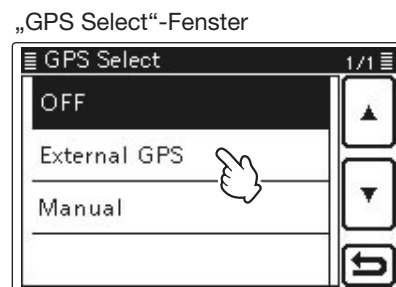 „GPS Select“-Fenster
GPS Select 1/1
OFF
External GPS
Manual